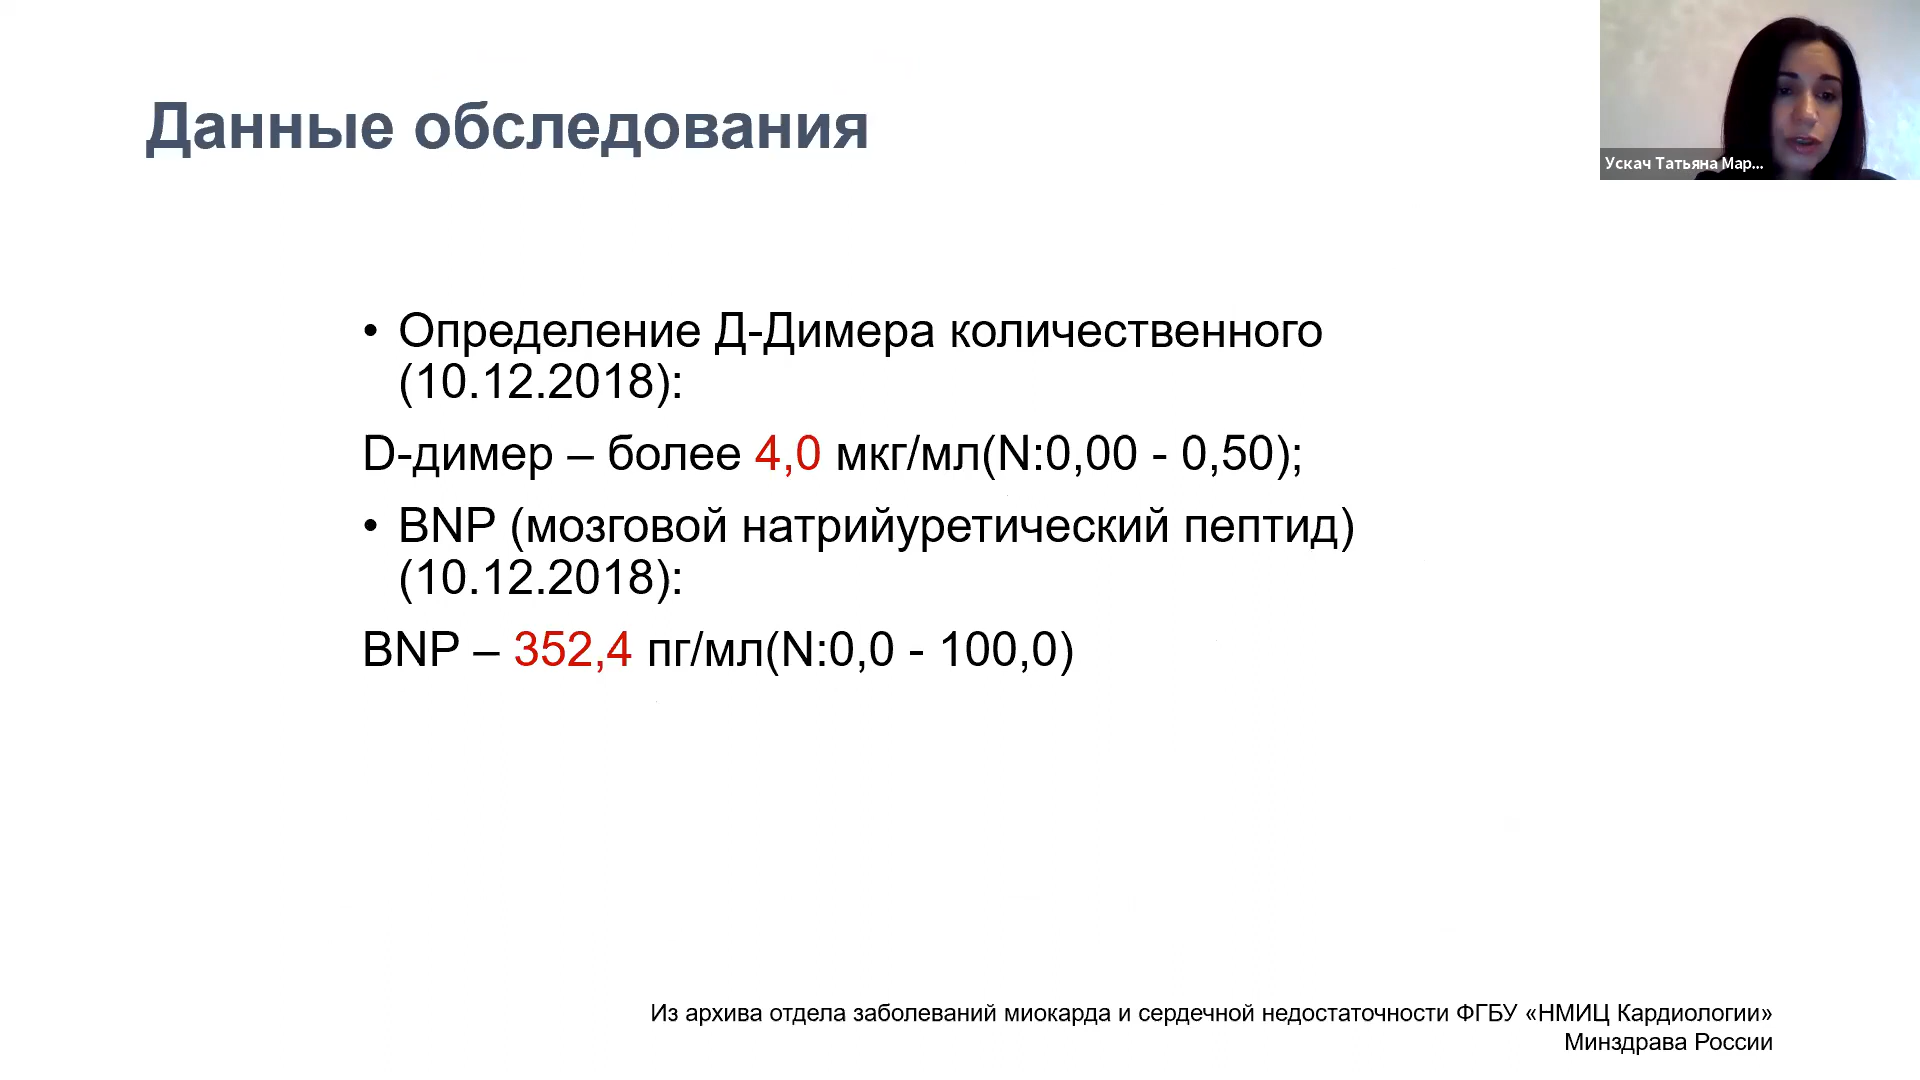 Данные обследования
Ускач Татьяна Мар...
• Определение Д-Димера количественного
(10.12.2018):
D-димер – более 4,0 мкг/мл(N:0,00 - 0,50);
• BNP (мозговой натрийуретический пептид)
(10.12.2018):
BNP – 352,4 пг/мл(N:0,0 - 100,0)
Из архива отдела заболеваний миокарда и сердечной недостаточности ФГБУ «НМИЦ Кардиологии»
Минздрава России